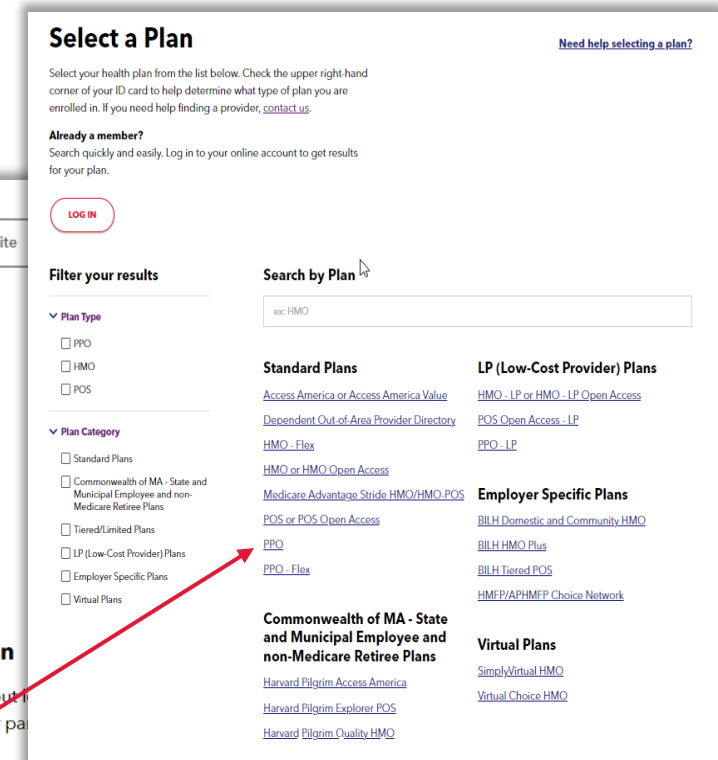 Select a Plan
Need help selecting a plan?
Select your health plan from the list below. Check the upper right-hand
corner of your ID card to help determine what type of plan you are
enrolled in. If you need help finding a provider, contact us.
Already a member?
Search quickly and easily. Log in to your online account to get results
for your plan.
LOG IN
ite
Filter your results
Plan Type
PPO
HMO
POS
Plan Category
Standard Plans
Commonwealth of MA - State and
Municipal Employee and non-
Medicare Retiree Plans
Tiered/Limited Plans
LP (Low-Cost Provider) Plans
Employer Specific Plans
Virtual Plans
Search by Plan
ex: HMO
Standard Plans
Access America or Access America Value
Dependent Out-of-Area Provider Directory
HMO - Flex
HMO or HMO Open Access
Medicare Advantage Stride HMO/HMO-POS
POS or POS Open Access
PPO
PPO - Flex
Commonwealth of MA - State
and Municipal Employee and
non-Medicare Retiree Plans
Harvard Pilgrim Access America
Harvard Pilgrim Explorer POS
Harvard Pilgrim Quality HMO
LP (Low-Cost Provider) Plans
HMO - LP or HMO - LP Open Access
POS Open Access - LP
PPO - LP
Employer Specific Plans
BILH Domestic and Community HMO
BILH HMO Plus
BILH Tiered POS
HMFP/APHMFP Choice Network
Virtual Plans
SimplyVirtual HMO
Virtual Choice HMO
n